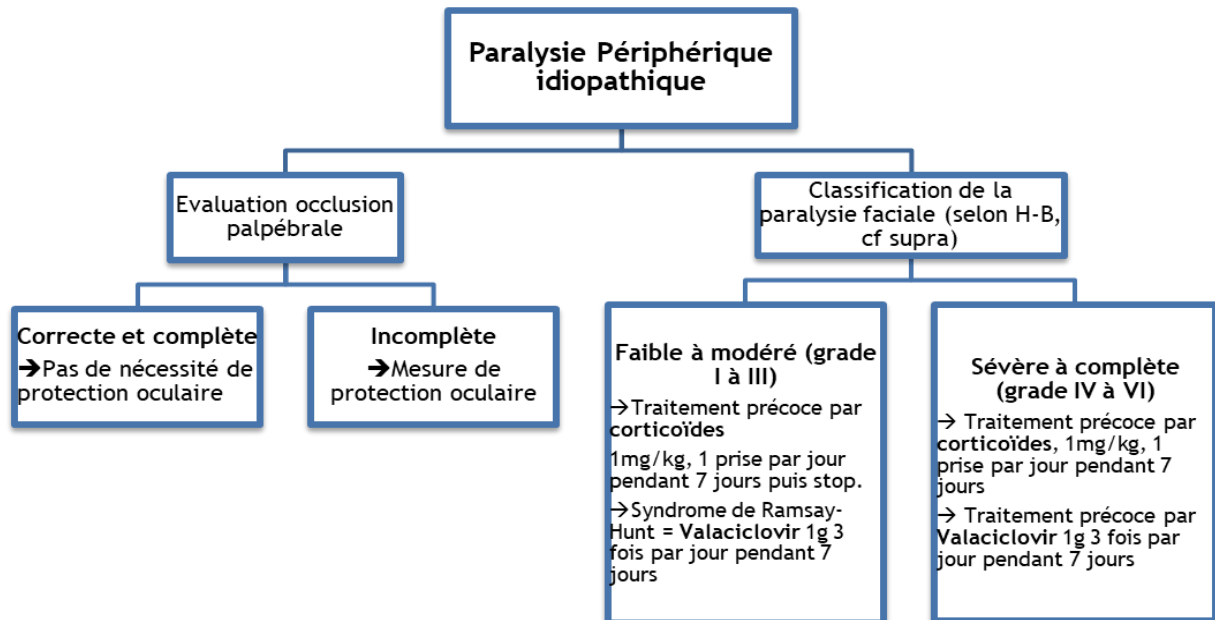 Paralysie Périphérique
idiopathique
Evaluation occlusion
palpébrale
Classification de la
paralysie faciale (selon H-B,
cf supra)
Correcte et complète
➔Pas de nécessité de
protection oculaire
Incomplète
➔Mesure de
protection oculaire
Faible à modéré (grade
I à III)
→Traitement précoce par
corticoïdes
1mg/kg, 1 prise par jour
pendant 7 jours puis stop.
→Syndrome de Ramsay-
Hunt = Valaciclovir 1g 3
fois par jour pendant 7
jours
Sévère à complète
(grade IV à VI)
→ Traitement précoce par
corticoïdes, 1mg/kg, 1
prise par jour pendant 7
jours
→ Traitement précoce par
Valaciclovir 1g 3 fois par
jour pendant 7 jours